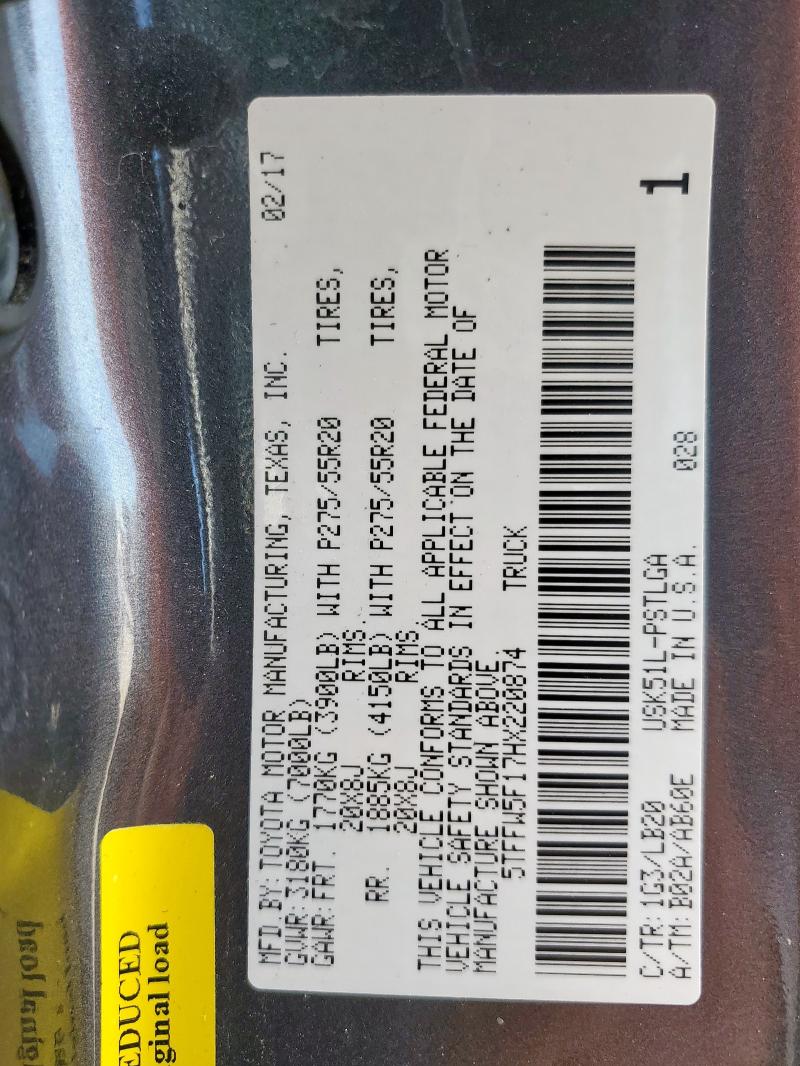 MFD BY: TOYOTA MOTOR MANUFACTURING, TEXAS, INC. 02/17
GVWR: 3180KG (7000LB)
GAWR: FRT. 1770KG (3900LB) WITH P275/55R20 TIRES,
20X8J RIMS,
RR. 1885KG (4150LB) WITH P275/55R20 TIRES,
20X8J RIMS.
THIS VEHICLE CONFORMS TO ALL APPLICABLE FEDERAL MOTOR
VEHICLE SAFETY STANDARDS IN EFFECT ON THE DATE OF
MANUFACTURE SHOWN ABOVE.
5TFFW5F17HX220874 TRUCK
C/TR: 1G3/LB20 USK51L-PSTLGA 028
A/TM: B02A/AB60E MADE IN U.S.A.
1
EDUCED
ginal load